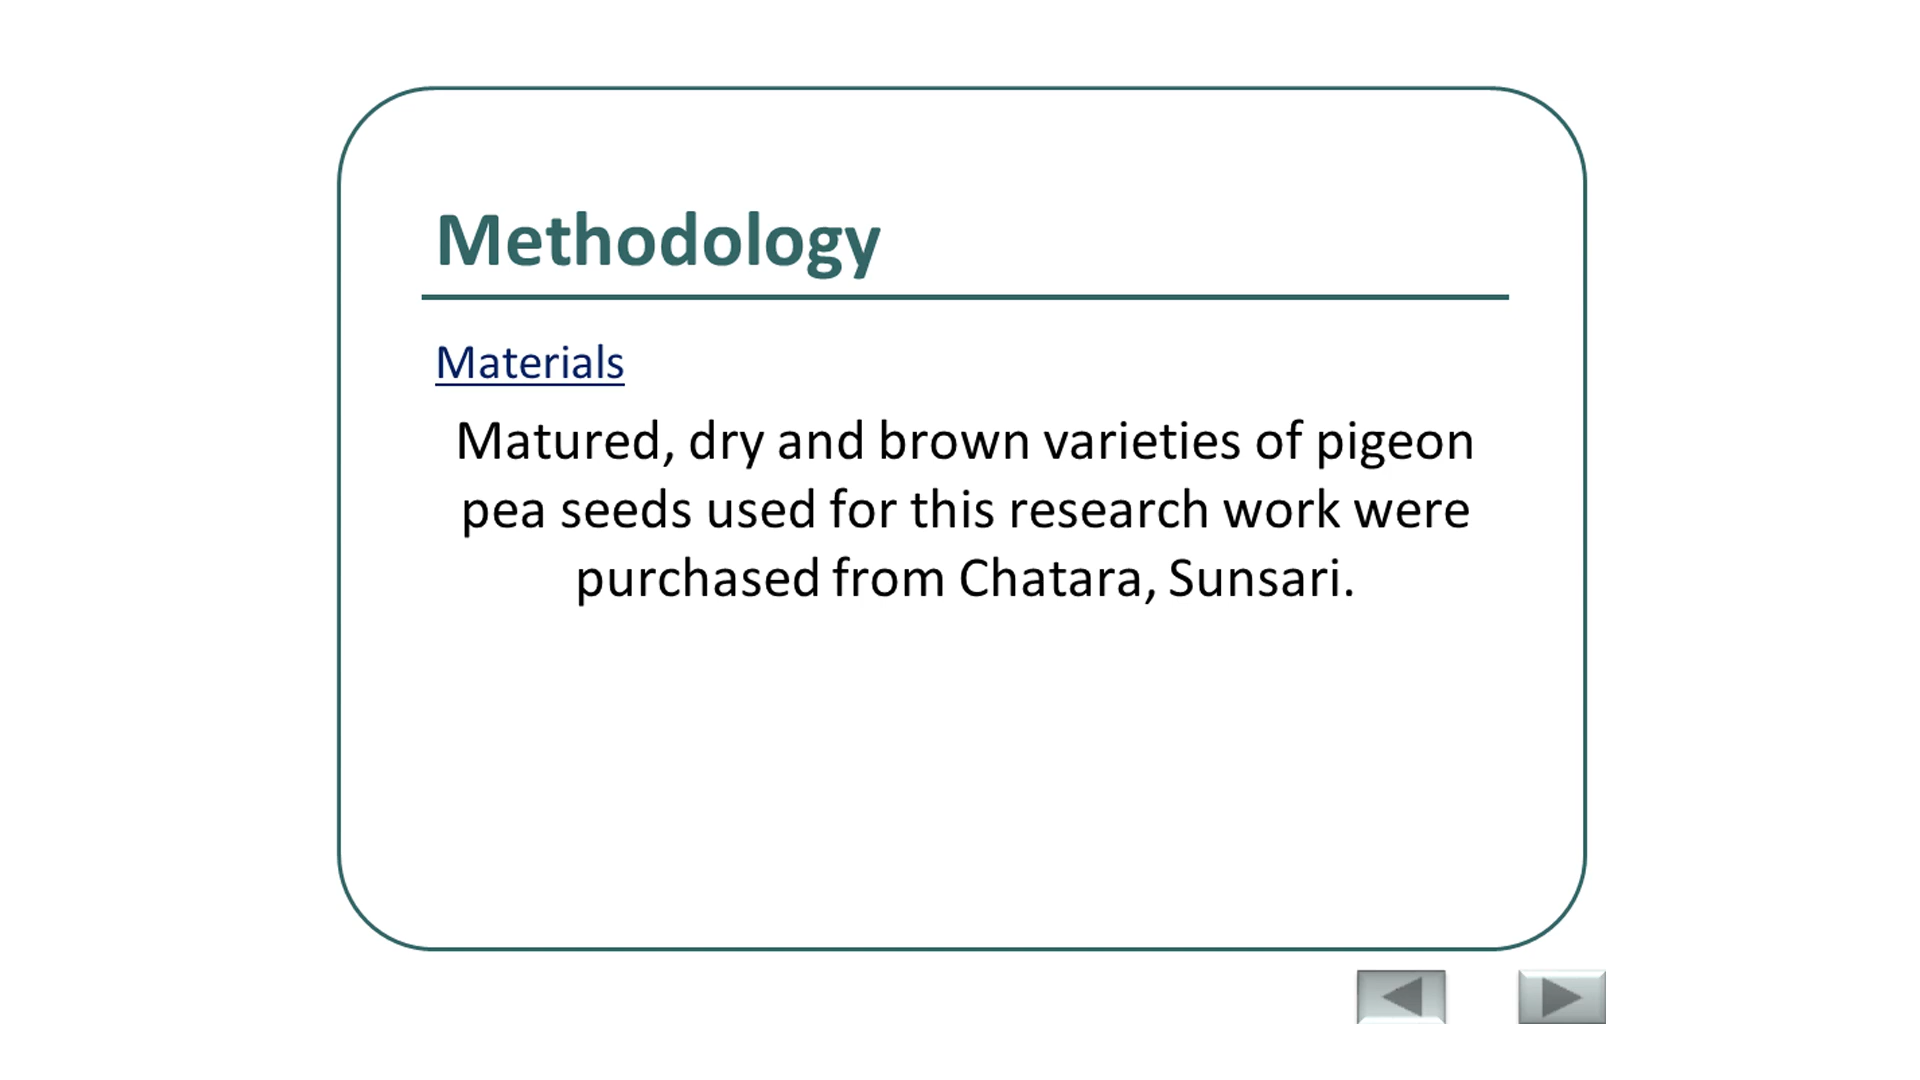 Methodology
Materials
Matured, dry and brown varieties of pigeon
pea seeds used for this research work were
purchased from Chatara, Sunsari.